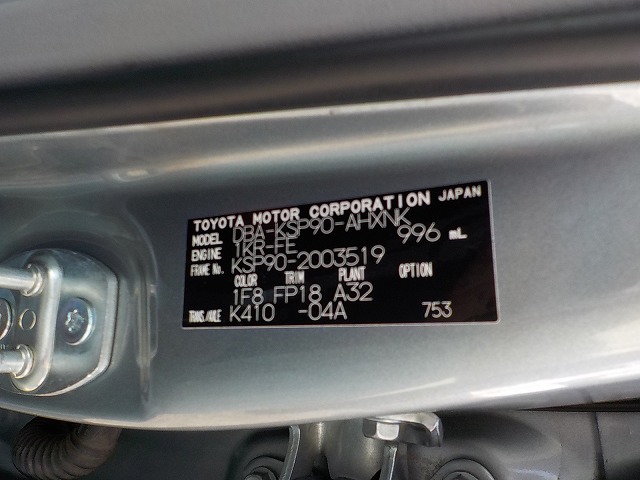 TOYOTA MOTOR CORPORATION JAPAN
MODEL DBA-KSP90-AHXNK
ENGINE 1KR-FE 996 mL
FRAME No. KSP90-2003519
COLOR TRIM PLANT OPTION
1F8 FP18 A32
TRANS./AXLE K410 -04A 753